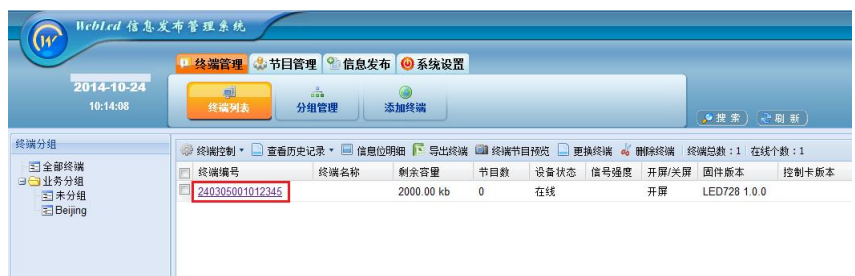 WebLed 信息发布管理系统
终端管理 节目管理 信息发布 系统设置
2014-10-24
10:14:08
终端列表 分组管理 添加终端
搜索 刷新
终端分组
全部终端
业务分组
未分组
Beijing
终端控制 查看历史记录 信息位明细 导出终端 终端节目预览 更换终端 删除终端 终端总数：1 在线个数：1
终端编号 终端名称 剩余容量 节目数 设备状态 信号强度 开屏/关屏 固件版本 控制卡版本
240305001012345 2000.00 kb 0 在线 开屏 LED728 1.0.0